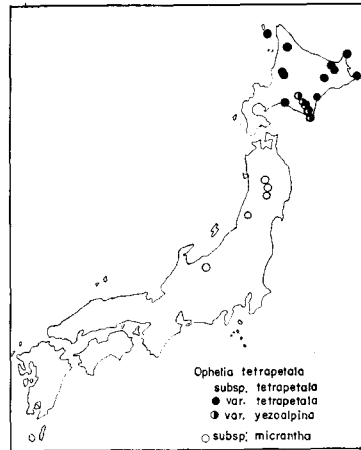 Ophelia tetrapetala
subsp. tetrapetala
● var. tetrapetala
◑ var. yezoalpina
○ subsp. micrantha